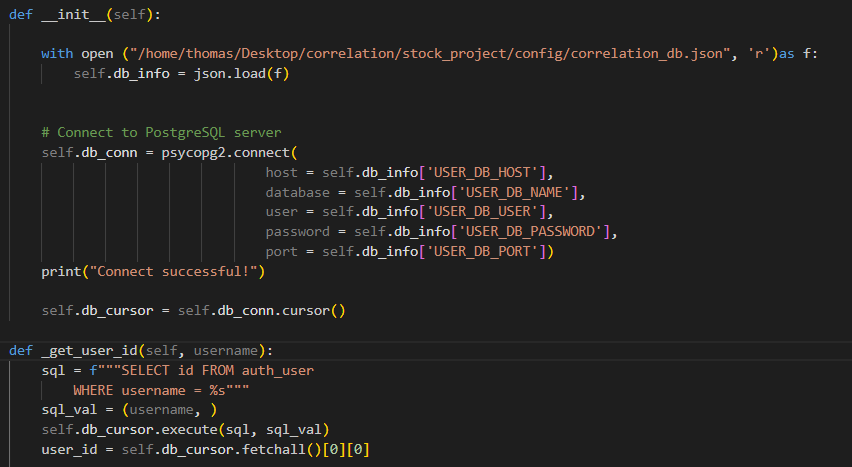 def __init__(self):
with open ("/home/thomas/Desktop/correlation/stock_project/config/correlation_db.json", 'r')as f:
self.db_info = json.load(f)
# Connect to PostgreSQL server
self.db_conn = psycopg2.connect(
host = self.db_info['USER_DB_HOST'],
database = self.db_info['USER_DB_NAME'],
user = self.db_info['USER_DB_USER'],
password = self.db_info['USER_DB_PASSWORD'],
port = self.db_info['USER_DB_PORT'])
print("Connect successful!")
self.db_cursor = self.db_conn.cursor()
def _get_user_id(self, username):
sql = f"""SELECT id FROM auth_user
WHERE username = %s"""
sql_val = (username, )
self.db_cursor.execute(sql, sql_val)
user_id = self.db_cursor.fetchall()[0][0]